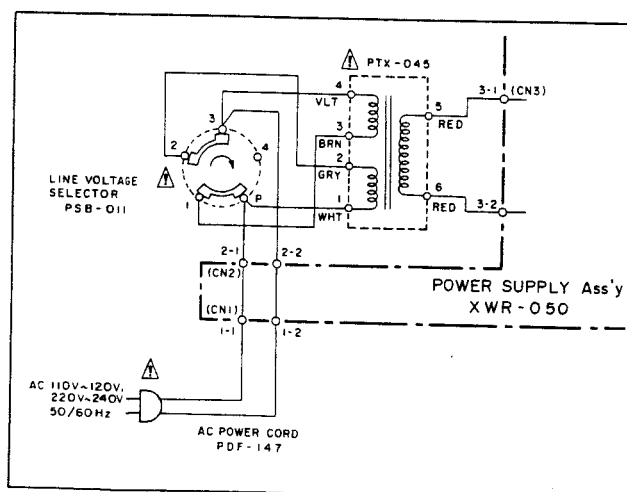 PTX-045
4
VLT
3
BRN
2
GRY
1
WHT
5
RED
6
RED
3-1 (CN3)
3-2
3
2
4
1
P
LINE VOLTAGE
SELECTOR
PSB-011
2-1
2-2
(CN2)
(CN1)
1-1
1-2
POWER SUPPLY Ass'y
XWR-050
AC 110V~120V,
220V~240V
50/60Hz
AC POWER CORD
PDF-147